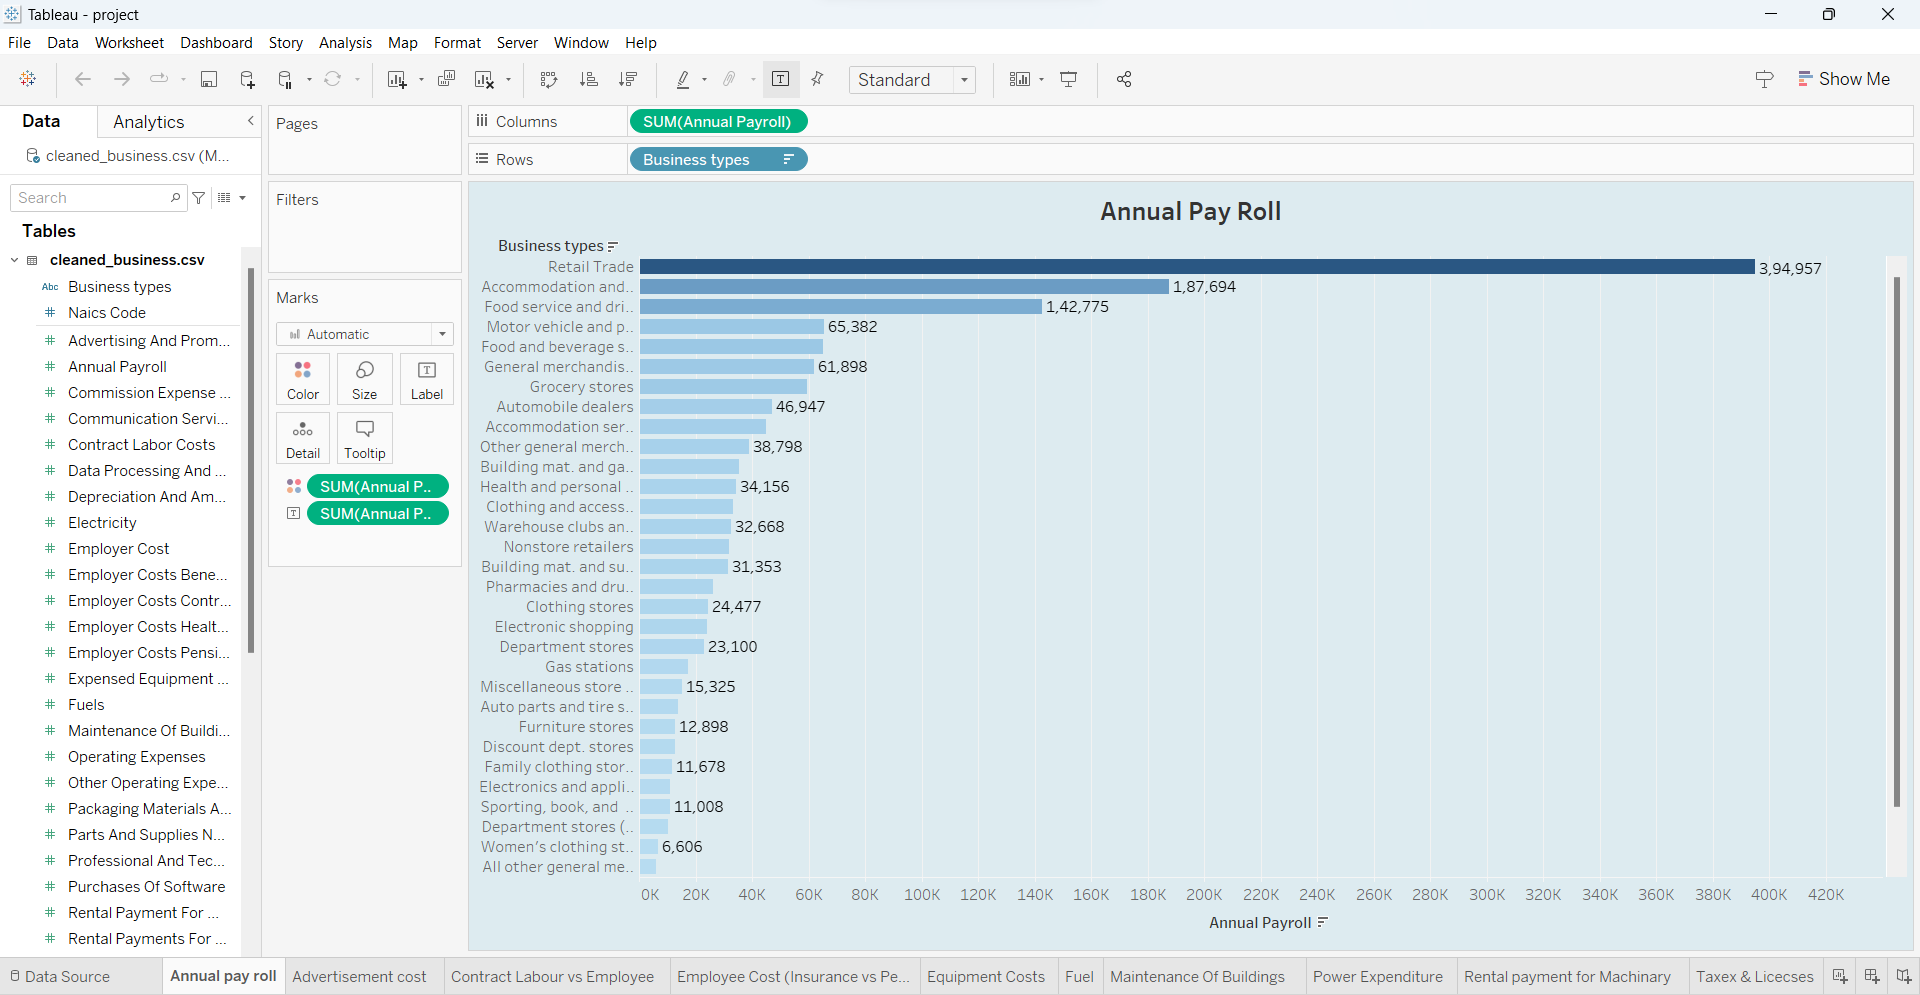 Tableau - project
File Data Worksheet Dashboard Story Analysis Map Format Server Window Help
Standard
Show Me
Data Analytics
cleaned_business.csv (M...
Search
Tables
cleaned_business.csv
Abc Business types
# Naics Code
# Advertising And Prom...
# Annual Payroll
# Commission Expense ...
# Communication Servi...
# Contract Labor Costs
# Data Processing And ...
# Depreciation And Am...
# Electricity
# Employer Cost
# Employer Costs Bene...
# Employer Costs Contr...
# Employer Costs Healt...
# Employer Costs Pensi...
# Expensed Equipment ...
# Fuels
# Maintenance Of Buildi...
# Operating Expenses
# Other Operating Expe...
# Packaging Materials A...
# Parts And Supplies N...
# Professional And Tec...
# Purchases Of Software
# Rental Payment For ...
# Rental Payments For ...
Pages
Filters
Marks
Automatic
Color Size Label
Detail Tooltip
SUM(Annual P..
SUM(Annual P..
Columns SUM(Annual Payroll)
Rows Business types
Annual Pay Roll
Business types
Retail Trade 3,94,957
Accommodation and.. 1,87,694
Food service and dri.. 1,42,775
Motor vehicle and p.. 65,382
Food and beverage s..
General merchandis.. 61,898
Grocery stores
Automobile dealers 46,947
Accommodation ser..
Other general merch.. 38,798
Building mat. and ga..
Health and personal .. 34,156
Clothing and access..
Warehouse clubs an.. 32,668
Nonstore retailers
Building mat. and su.. 31,353
Pharmacies and dru..
Clothing stores 24,477
Electronic shopping
Department stores 23,100
Gas stations
Miscellaneous store .. 15,325
Auto parts and tire s..
Furniture stores 12,898
Discount dept. stores
Family clothing stor.. 11,678
Electronics and appli..
Sporting, book, and .. 11,008
Department stores (..
Women's clothing st.. 6,606
All other general me..
0K 20K 40K 60K 80K 100K 120K 140K 160K 180K 200K 220K 240K 260K 280K 300K 320K 340K 360K 380K 400K 420K
Annual Payroll
Data Source Annual pay roll Advertisement cost Contract Labour vs Employee Employee Cost (Insurance vs Pe... Equipment Costs Fuel Maintenance Of Buildings Power Expenditure Rental payment for Machinary Taxex & Licecses